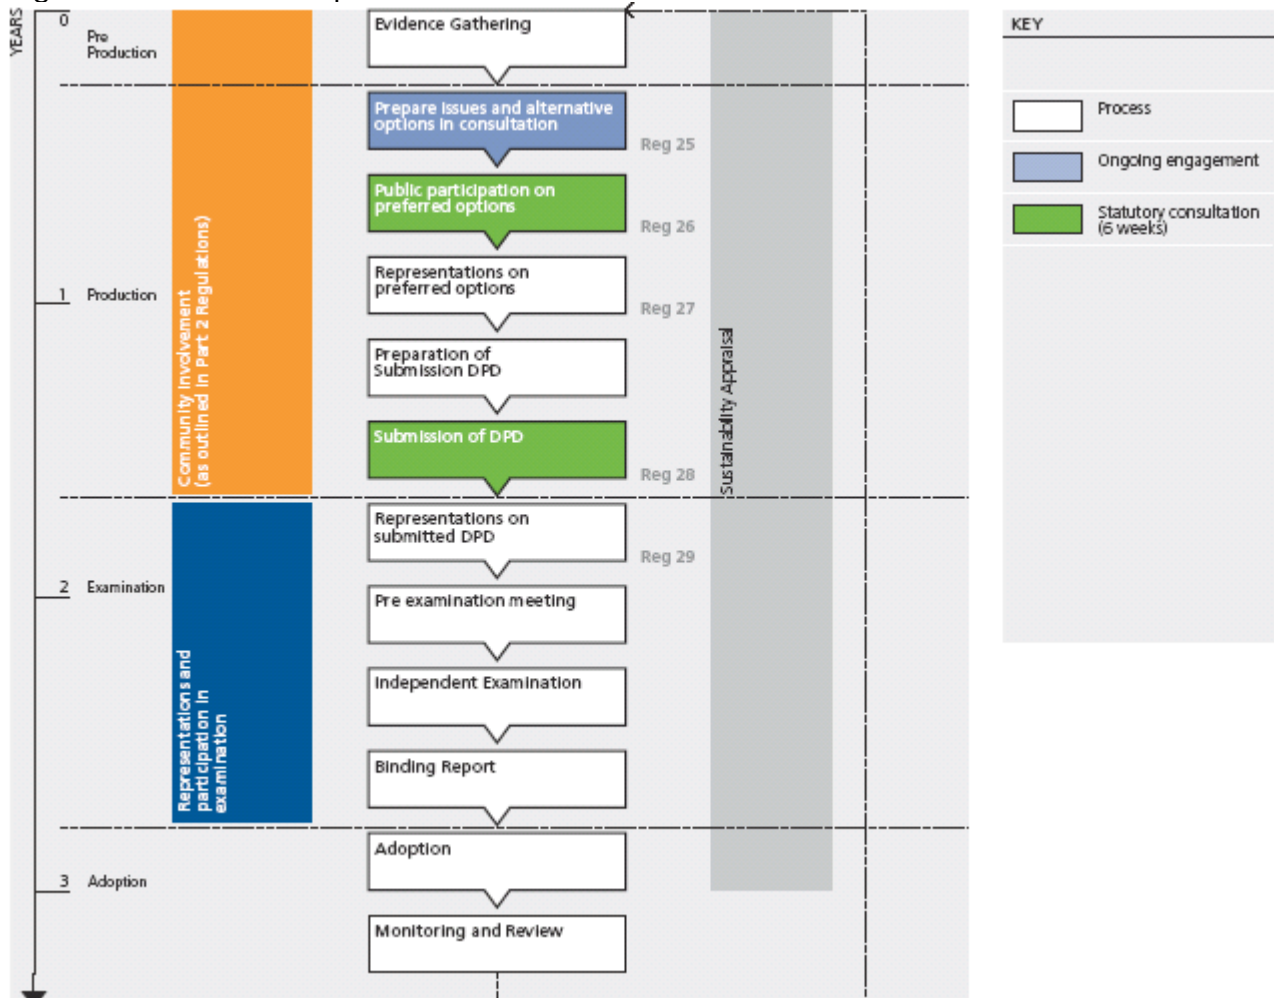 YEARS
0
Pre
Production
1
Production
2
Examination
3
Adoption
Community Involvement
(as outlined in Part 2 Regulations)
Representations and
participation in
examination
Evidence Gathering
Prepare issues and alternative
options in consultation
Reg 25
Public participation on
preferred options
Reg 26
Representations on
preferred options
Reg 27
Preparation of
Submission DPD
Submission of DPD
Reg 28
Representations on
submitted DPD
Reg 29
Pre examination meeting
Independent Examination
Binding Report
Adoption
Monitoring and Review
Sustainability Appraisal
KEY
Process
Ongoing engagement
Statutory consultation
(6 weeks)